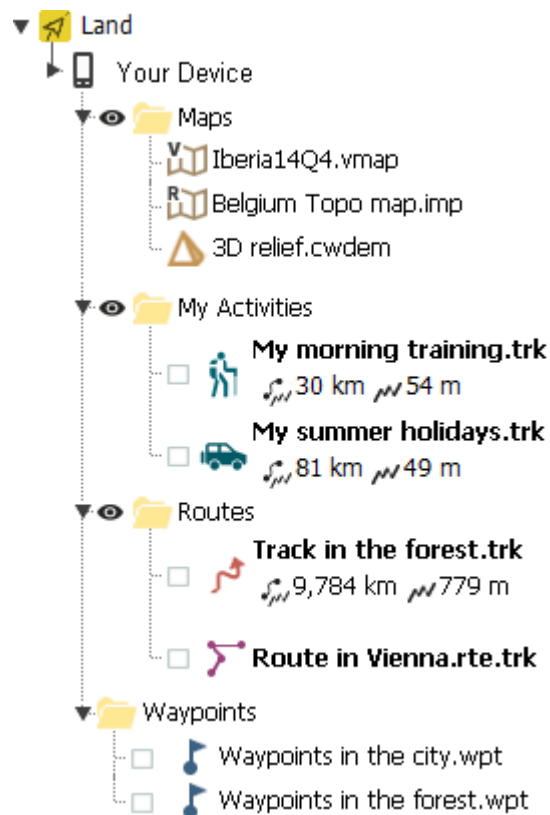 Land
Your Device
Maps
V Iberia14Q4.vmap
R Belgium Topo map.imp
3D relief.cwdem
My Activities
My morning training.trk
30 km 54 m
My summer holidays.trk
81 km 49 m
Routes
Track in the forest.trk
9,784 km 779 m
Route in Vienna.rte.trk
Waypoints
Waypoints in the city.wpt
Waypoints in the forest.wpt